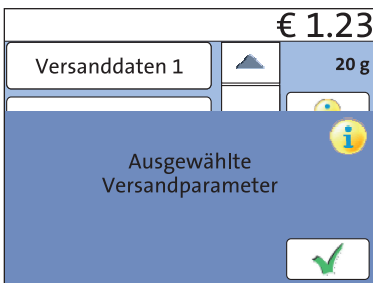 € 1.23
Versanddaten 1
20 g
Ausgewählte
Versandparameter